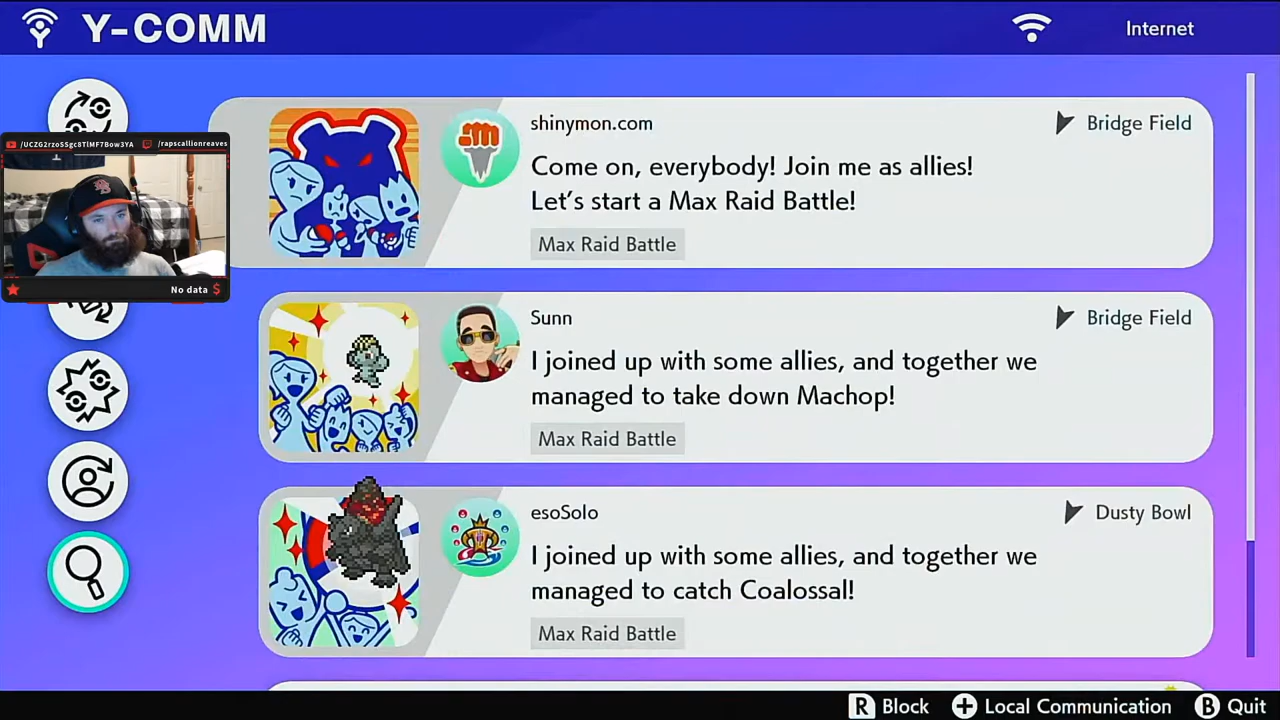 Y-COMM
Internet
shinymon.com
Bridge Field
Come on, everybody! Join me as allies!
Let's start a Max Raid Battle!
Max Raid Battle
/UCZG2rzoSSgc8TlMF7Bow3YA
/rapscallionreaves
No data $
Sunn
Bridge Field
I joined up with some allies, and together we
managed to take down Machop!
Max Raid Battle
esoSolo
Dusty Bowl
I joined up with some allies, and together we
managed to catch Coalossal!
Max Raid Battle
R Block
+ Local Communication
B Quit